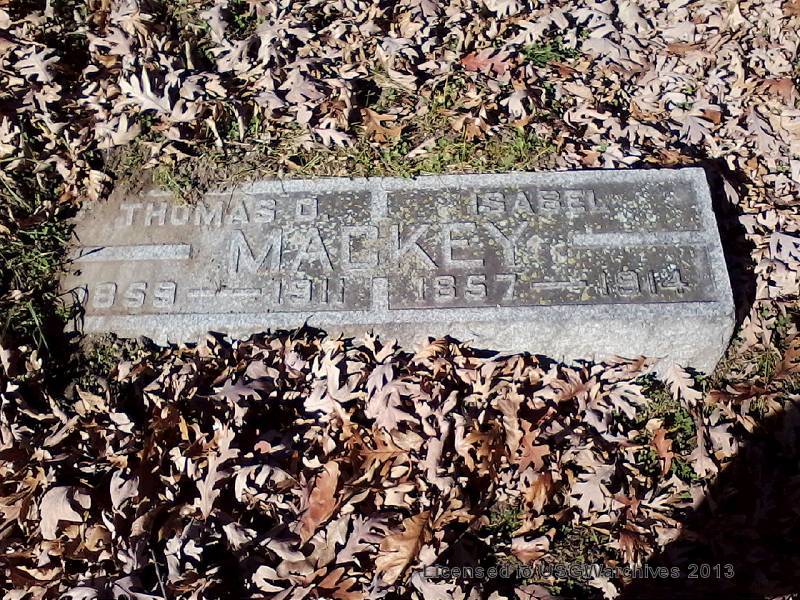 THOMAS O. ISABEL
MACKEY
1859 — 1911 1857 — 1914
Licensed to USGWarchives 2013